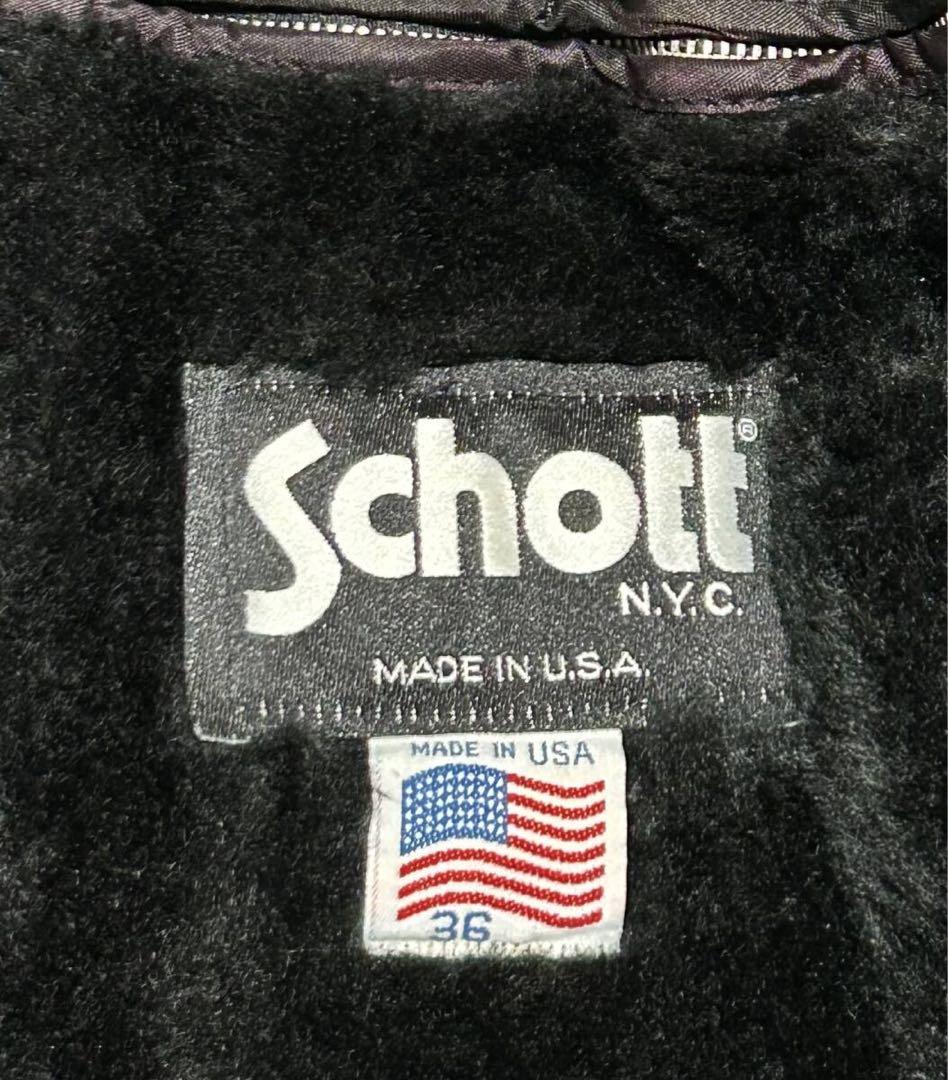 Schott®
N.Y.C.
MADE IN U.S.A.
MADE IN USA
36